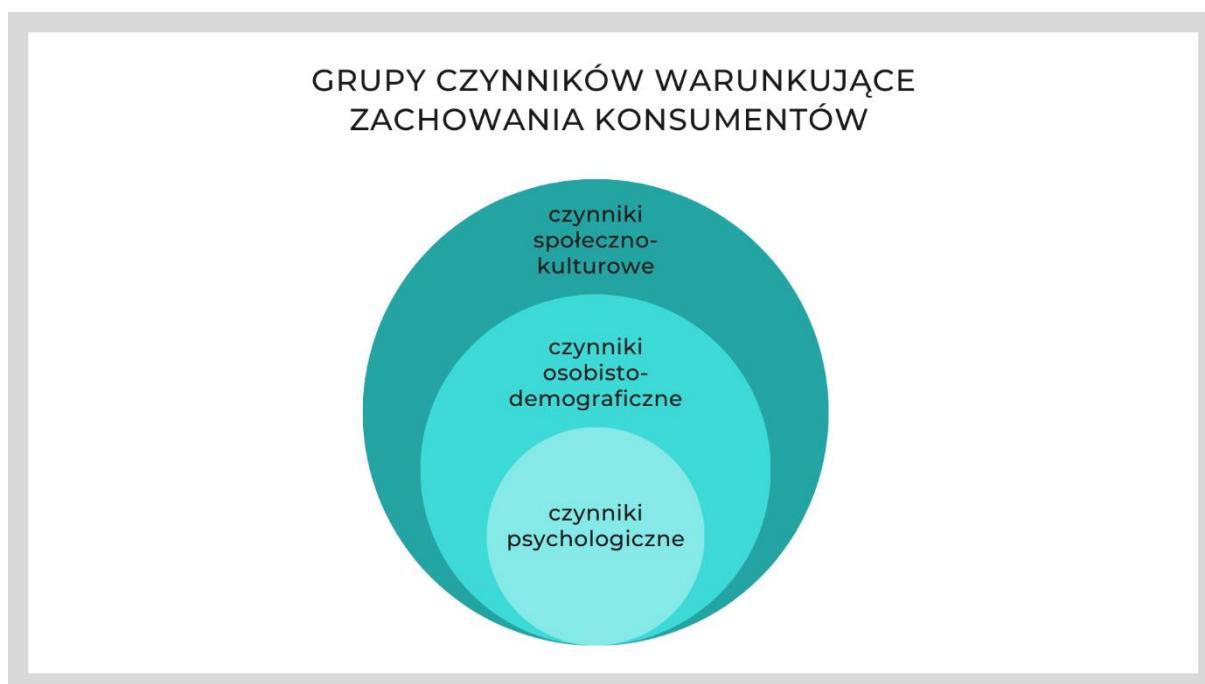 GRUPY CZYNNIKÓW WARUNKUJĄCE
ZACHOWANIA KONSUMENTÓW
czynniki
społeczno-
kulturowe
czynniki
osobisto-
demograficzne
czynniki
psychologiczne